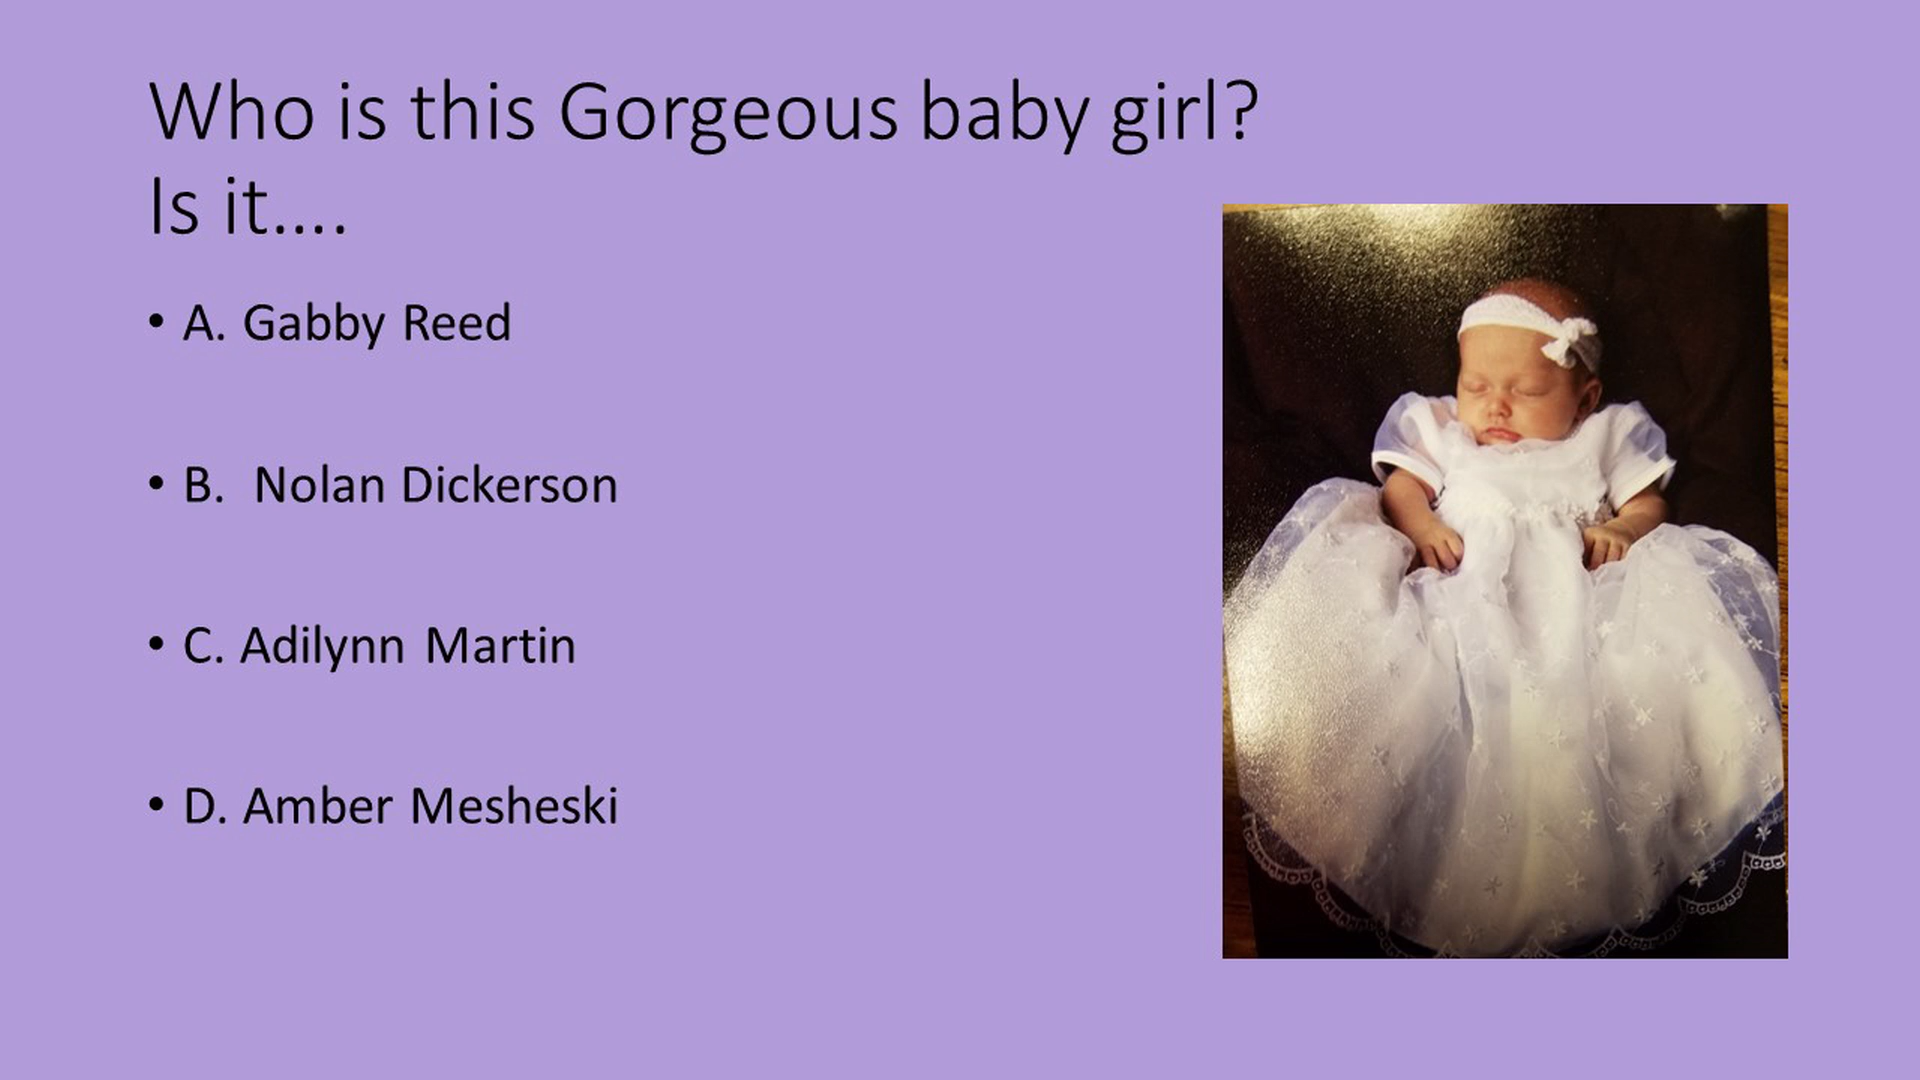 Who is this Gorgeous baby girl?
Is it….
• A. Gabby Reed
• B.  Nolan Dickerson
• C. Adilynn Martin
• D. Amber Mesheski